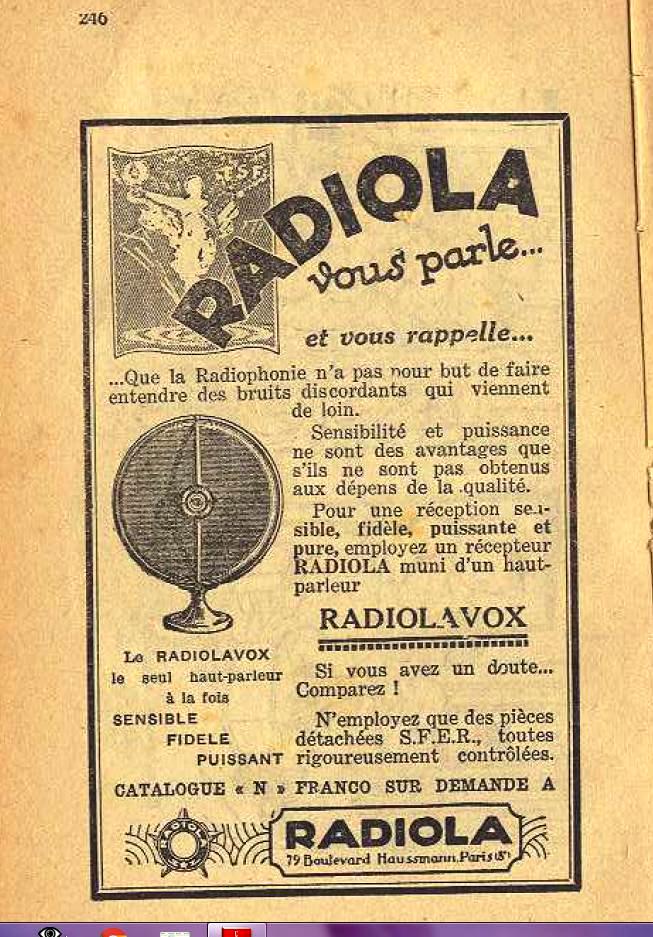 246
T.S.F.
RADIOLA
vous parle...
et vous rappelle...
...Que la Radiophonie n'a pas pour but de faire
entendre des bruits discordants qui viennent
de loin.
Sensibilité et puissance
ne sont des avantages que
s'ils ne sont pas obtenus
aux dépens de la qualité.
Pour une réception sen-
sible, fidèle, puissante et
pure, employez un récepteur
RADIOLA muni d'un haut-
parleur
RADIOLAVOX
Le RADIOLAVOX
le seul haut-parleur
à la fois
SENSIBLE
FIDELE
PUISSANT
Si vous avez un doute...
Comparez !
N'employez que des pièces
détachées S.F.E.R., toutes
rigoureusement contrôlées.
CATALOGUE « N » FRANCO SUR DEMANDE A
RADIOLA
RADIOLA
79 Boulevard Haussmann. Paris (8e)